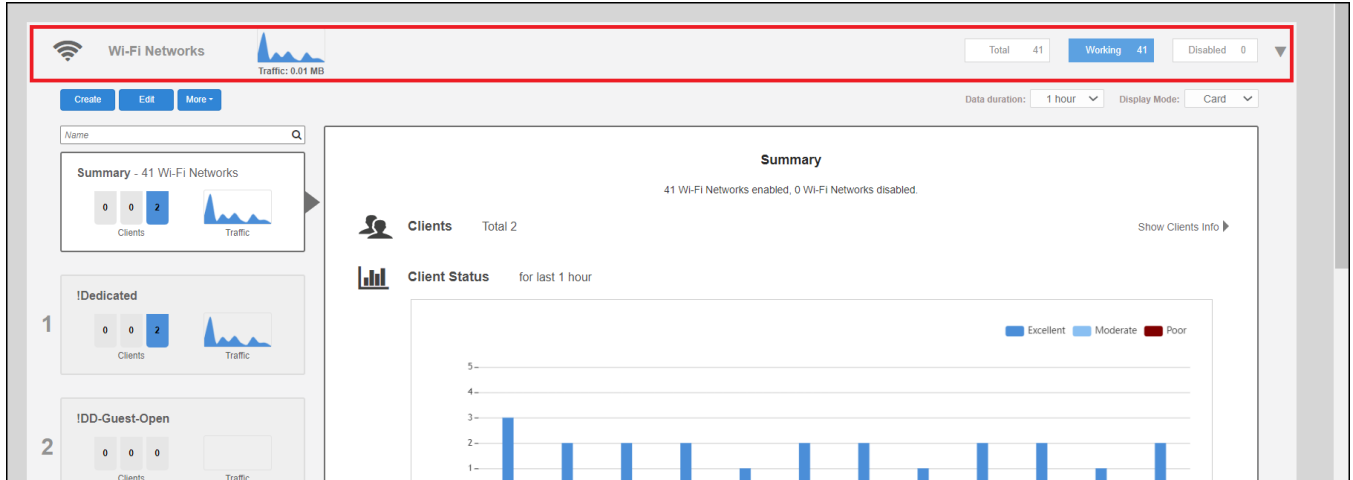 Wi-Fi Networks
Traffic: 0.01 MB
Total 41
Working 41
Disabled 0
Create
Edit
More
Data duration: 1 hour
Display Mode: Card
Name
Summary - 41 Wi-Fi Networks
0 0 2
Clients Traffic
1
!Dedicated
0 0 2
Clients Traffic
2
!DD-Guest-Open
0 0 0
Clients Traffic
Summary
41 Wi-Fi Networks enabled, 0 Wi-Fi Networks disabled.
Clients Total 2
Show Clients Info
Client Status for last 1 hour
Excellent Moderate Poor
5
4
3
2
1